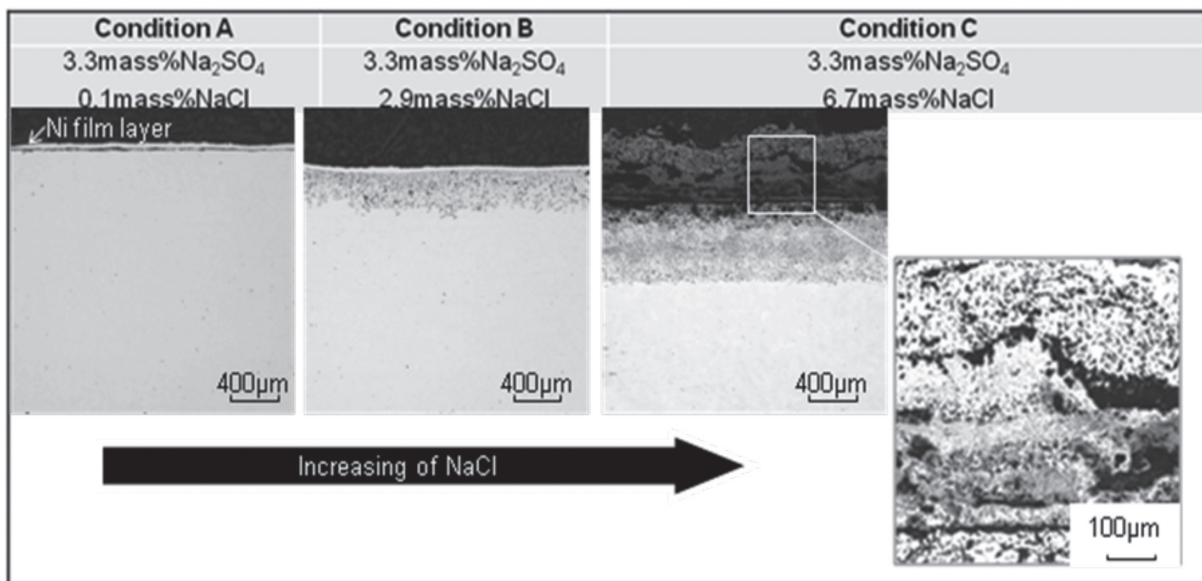 Condition A
3.3mass%Na₂SO₄
0.1mass%NaCl
Condition B
3.3mass%Na₂SO₄
2.9mass%NaCl
Condition C
3.3mass%Na₂SO₄
6.7mass%NaCl
Ni film layer
400μm
400μm
400μm
100μm
Increasing of NaCl